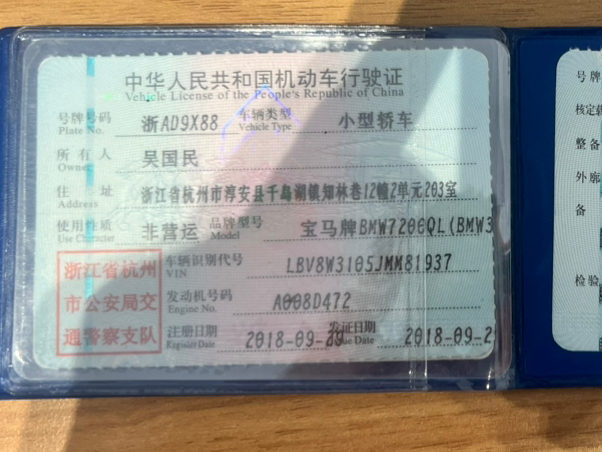 中华人民共和国机动车行驶证
Vehicle License of the People's Republic of China
号牌号码 浙AD9X88 车辆类型 小型轿车
Plate No. Vehicle Type
所有人 吴国民
Owner
住址 浙江省杭州市淳安县千岛湖镇知林巷12幢2单元203室
Address
使用性质 非营运 品牌型号 宝马牌BMW7200QL(BMW3
Use Character Model
浙江省杭州
市公安局交
通警察支队
车辆识别代号 LBV8W3105JMM81937
VIN
发动机号码 A008D472
Engine No.
注册日期 2018-09-29 发证日期 2018-09-2
Register Date Issue Date
号牌
核定载
整备
外廓
备
检验